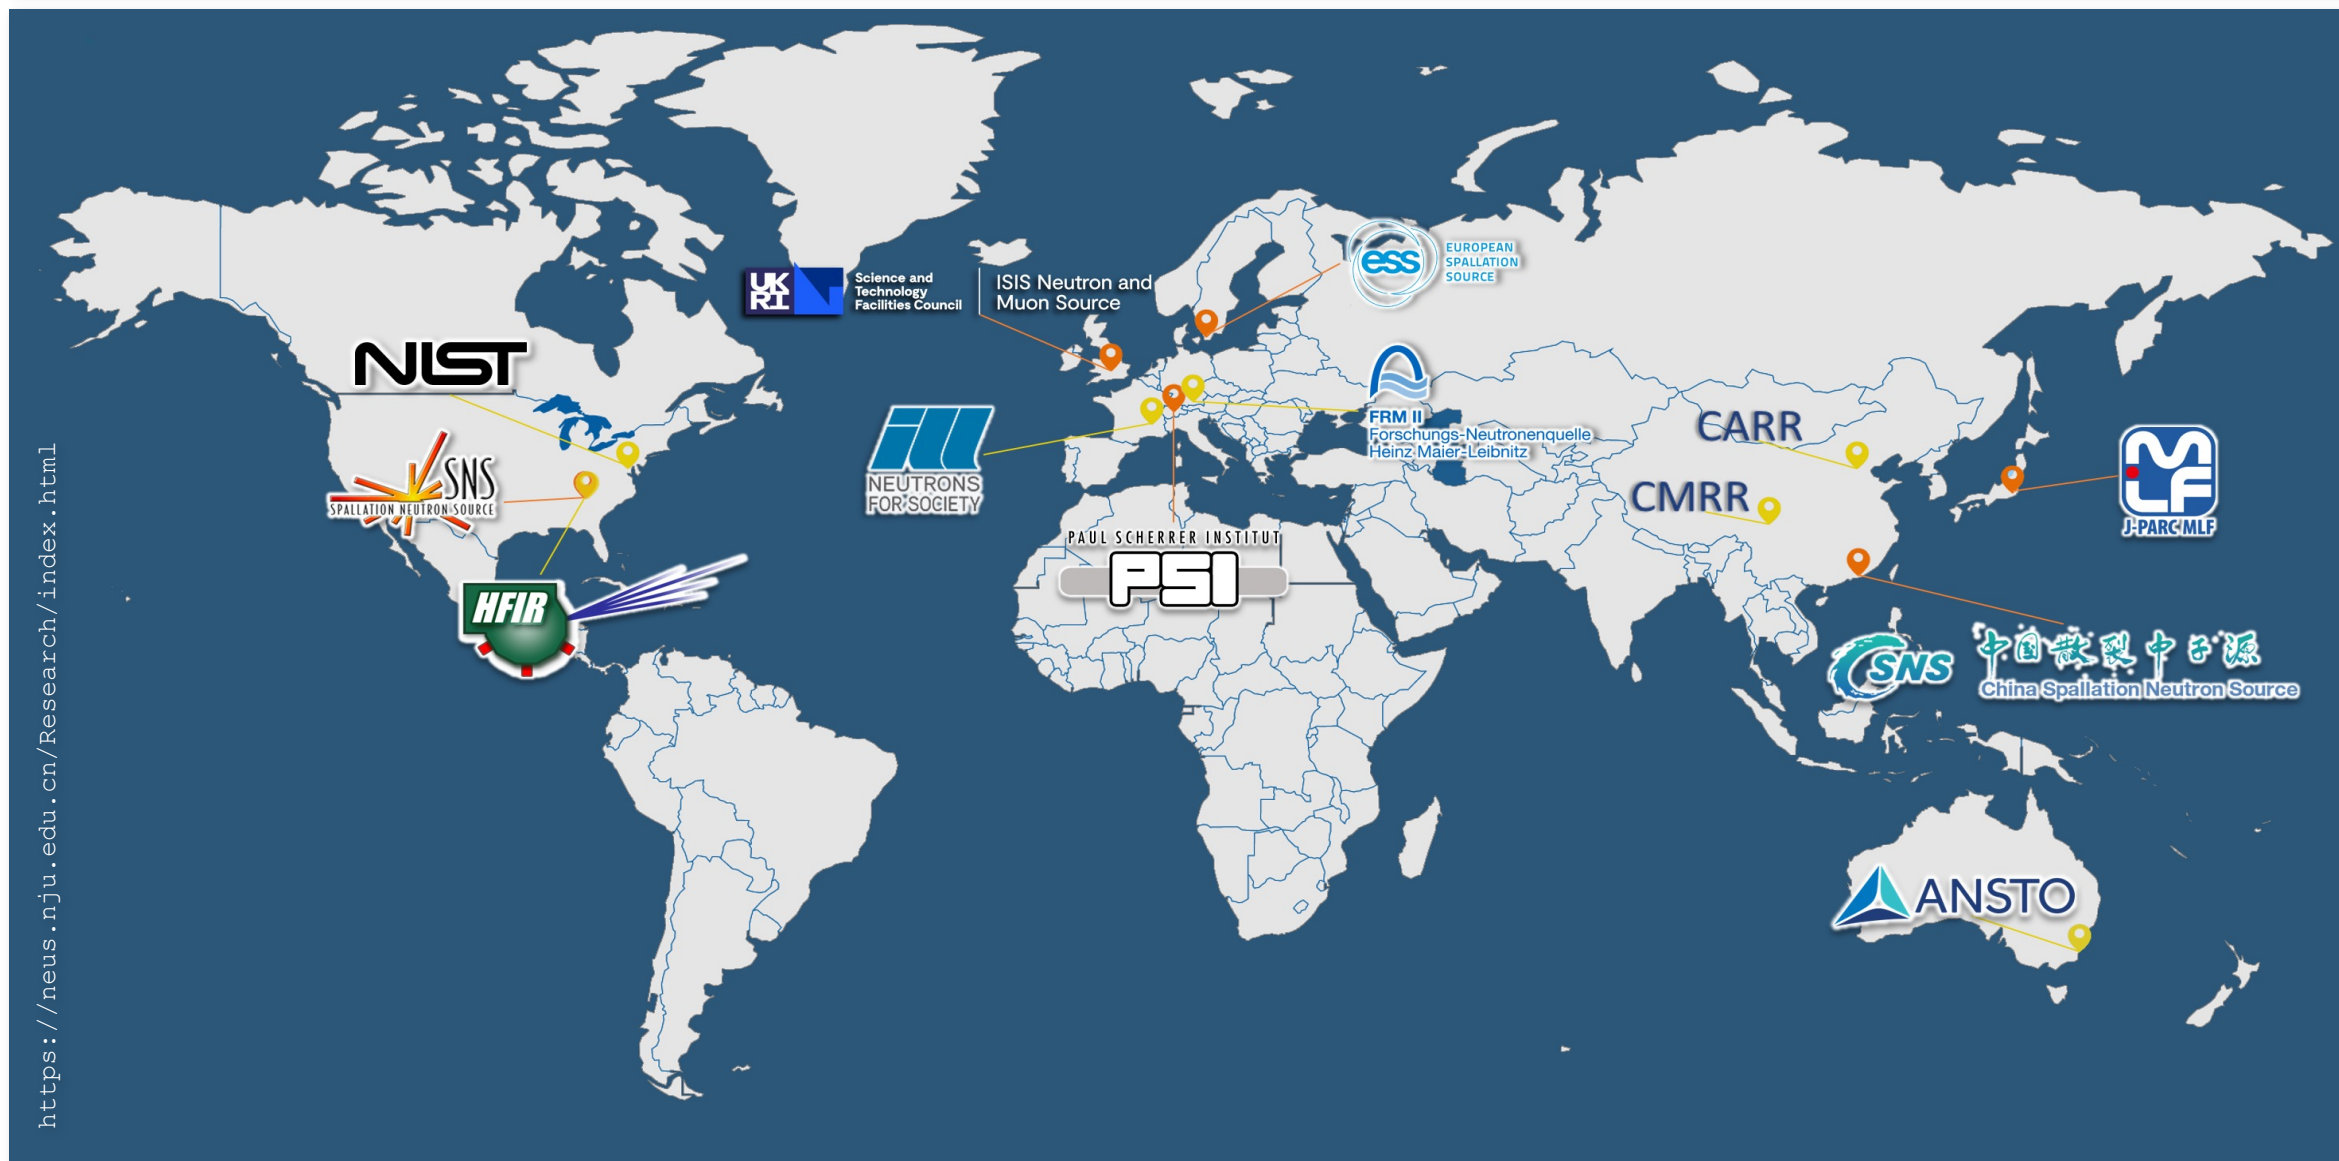 UK
RI
Science and
Technology
Facilities Council
ISIS Neutron and
Muon Source
ess
EUROPEAN
SPALLATION
SOURCE
NIST
FRM II
Forschungs-Neutronenquelle
Heinz Maier-Leibnitz
ill
NEUTRONS
FOR SOCIETY
SNS
SPALLATION NEUTRON SOURCE
CARR
CMRR
MLF
J-PARC MLF
PAUL SCHERRER INSTITUT
PSI
HFIR
CSNS
中国散裂中子源
China Spallation Neutron Source
ANSTO
https://neus.nju.edu.cn/Research/index.html